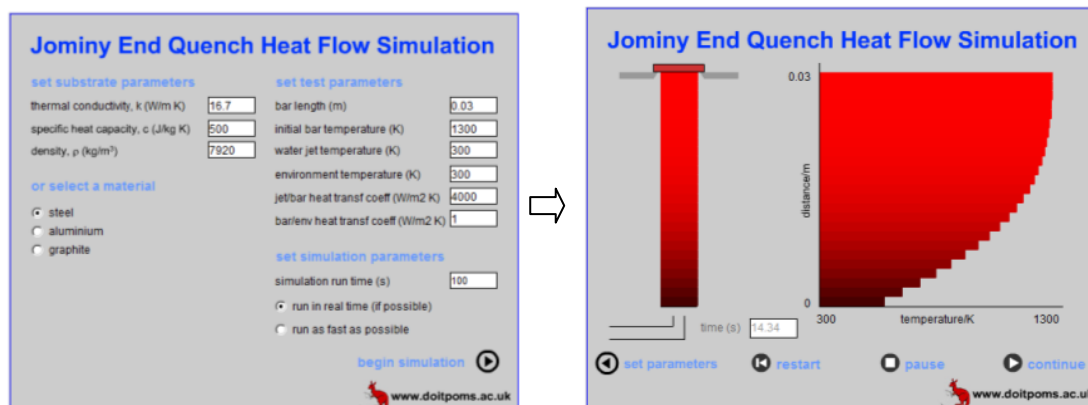 Jominy End Quench Heat Flow Simulation
set substrate parameters
thermal conductivity, k (W/m K) 16.7
specific heat capacity, c (J/kg K) 500
density, ρ (kg/m³) 7920
or select a material
steel
aluminium
graphite
set test parameters
bar length (m) 0.03
initial bar temperature (K) 1300
water jet temperature (K) 300
environment temperature (K) 300
jet/bar heat transf coeff (W/m2 K) 4000
bar/env heat transf coeff (W/m2 K) 1
set simulation parameters
simulation run time (s) 100
run in real time (if possible)
run as fast as possible
begin simulation
www.doitpoms.ac.uk
Jominy End Quench Heat Flow Simulation
0.03
distance/m
0
300 temperature/K 1300
time (s) 14.34
set parameters restart pause continue
www.doitpoms.ac.uk